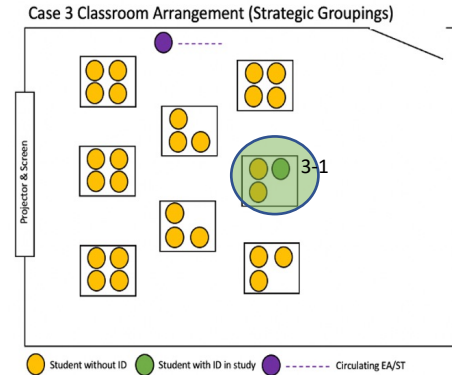 Case 3 Classroom Arrangement (Strategic Groupings)
Projector & Screen
3-1
Student without ID
Student with ID in study
Circulating EA/ST